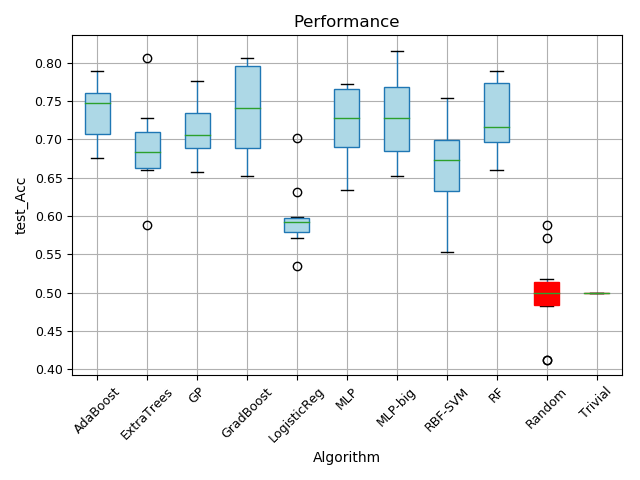 Performance
test_Acc
0.80
0.75
0.70
0.65
0.60
0.55
0.50
0.45
0.40
AdaBoost
ExtraTrees
GP
GradBoost
LogisticReg
MLP
MLP-big
RBF-SVM
RF
Random
Trivial
Algorithm